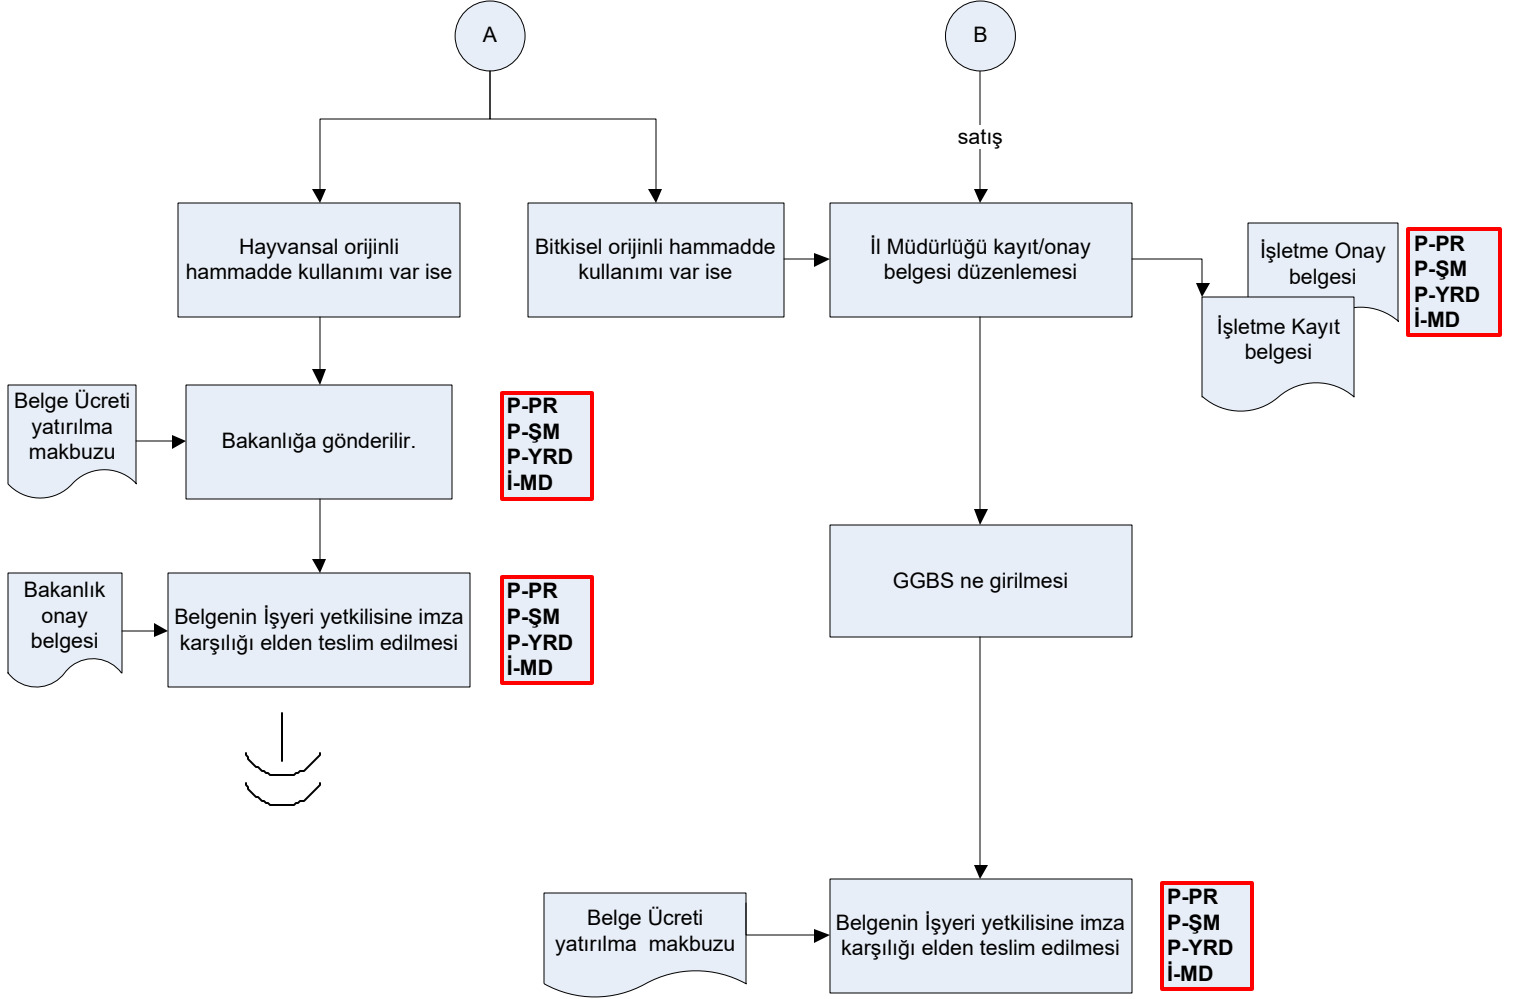 A
B
satış
Hayvansal orijinli
hammadde kullanımı var ise
Bitkisel orijinli hammadde
kullanımı var ise
İl Müdürlüğü kayıt/onay
belgesi düzenlemesi
İşletme Onay
belgesi
P-PR
P-ŞM
P-YRD
İ-MD
İşletme Kayıt
belgesi
Belge Ücreti
yatırılma
makbuzu
Bakanlığa gönderilir.
P-PR
P-ŞM
P-YRD
İ-MD
Bakanlık
onay
belgesi
Belgenin İşyeri yetkilisine imza
karşılığı elden teslim edilmesi
P-PR
P-ŞM
P-YRD
İ-MD
GGBS ne girilmesi
Belge Ücreti
yatırılma  makbuzu
Belgenin İşyeri yetkilisine imza
karşılığı elden teslim edilmesi
P-PR
P-ŞM
P-YRD
İ-MD